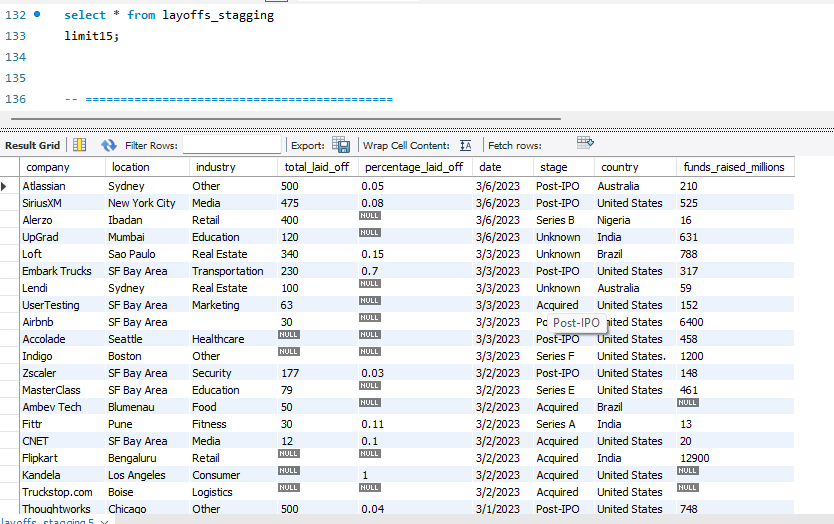 132 select * from layoffs_stagging
133 limit15;
134
135
136 -- ============================================
Result Grid Filter Rows: Export: Wrap Cell Content: Fetch rows:
company location industry total_laid_off percentage_laid_off date stage country funds_raised_millions
Atlassian Sydney Other 500 0.05 3/6/2023 Post-IPO Australia 210
SiriusXM New York City Media 475 0.08 3/6/2023 Post-IPO United States 525
Alerzo Ibadan Retail 400 NULL 3/6/2023 Series B Nigeria 16
UpGrad Mumbai Education 120 NULL 3/6/2023 Unknown India 631
Loft Sao Paulo Real Estate 340 0.15 3/3/2023 Unknown Brazil 788
Embark Trucks SF Bay Area Transportation 230 0.7 3/3/2023 Post-IPO United States 317
Lendi Sydney Real Estate 100 NULL 3/3/2023 Unknown Australia 59
UserTesting SF Bay Area Marketing 63 NULL 3/3/2023 Acquired United States 152
Airbnb SF Bay Area 30 NULL 3/3/2023 Po Post-IPO ited States 6400
Accolade Seattle Healthcare NULL NULL 3/3/2023 Post-IPO United States 458
Indigo Boston Other NULL NULL 3/3/2023 Series F United States. 1200
Zscaler SF Bay Area Security 177 0.03 3/2/2023 Post-IPO United States 148
MasterClass SF Bay Area Education 79 NULL 3/2/2023 Series E United States 461
Ambev Tech Blumenau Food 50 NULL 3/2/2023 Acquired Brazil NULL
Fittr Pune Fitness 30 0.11 3/2/2023 Series A India 13
CNET SF Bay Area Media 12 0.1 3/2/2023 Acquired United States 20
Flipkart Bengaluru Retail NULL NULL 3/2/2023 Acquired India 12900
Kandela Los Angeles Consumer NULL 1 3/2/2023 Acquired United States NULL
Truckstop.com Boise Logistics NULL NULL 3/2/2023 Acquired United States NULL
Thoughtworks Chicago Other 500 0.04 3/1/2023 Post-IPO United States 748
layoffs_stagging 5